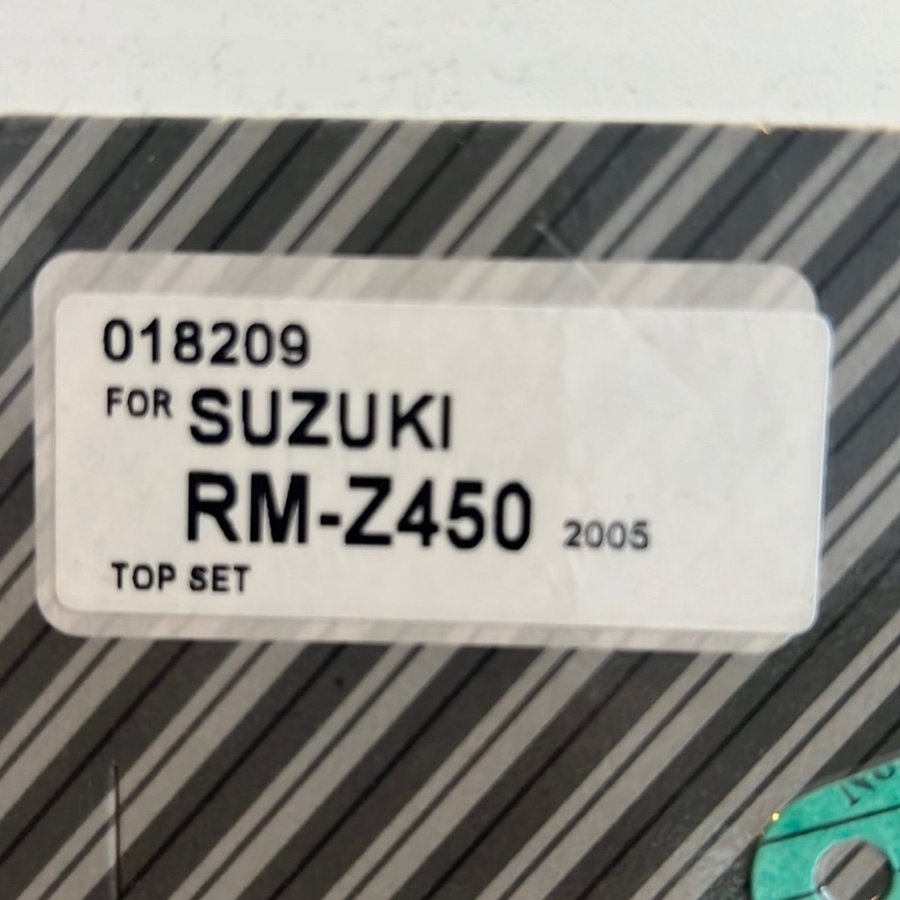 018209
FOR SUZUKI
RM-Z450 2005
TOP SET